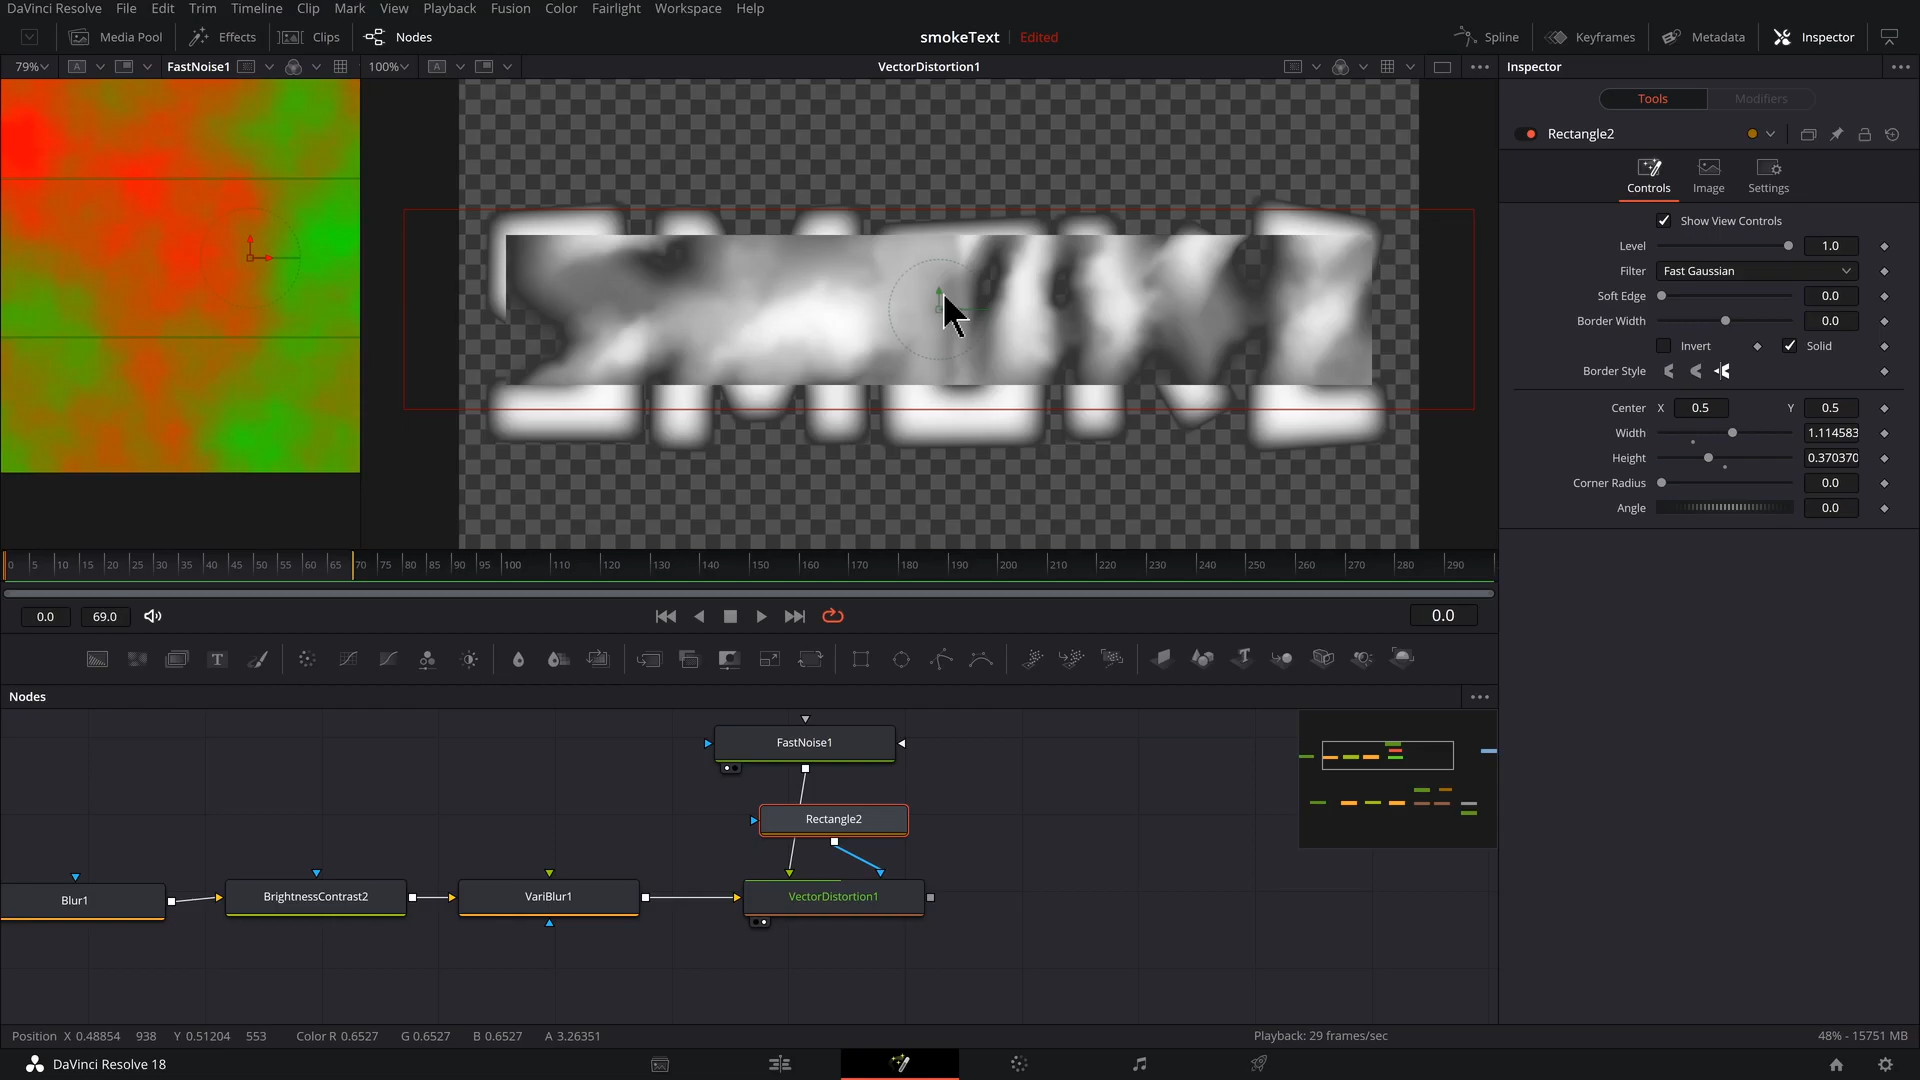 DaVinci Resolve File Edit Trim Timeline Clip Mark View Playback Fusion Color Fairlight Workspace Help
Media Pool Effects Clips Nodes smokeText Edited Spline Keyframes Metadata Inspector
79% A FastNoise1 100% A VectorDistortion1 Inspector
Tools Modifiers
Rectangle2
Controls Image Settings
Show View Controls
Level 1.0
Filter Fast Gaussian
Soft Edge 0.0
Border Width 0.0
Invert Solid
Border Style
Center X 0.5 Y 0.5
Width 1.114583
Height 0.370370
Corner Radius 0.0
Angle 0.0
0 5 10 15 20 25 30 35 40 45 50 55 60 65 70 75 80 85 90 95 100 110 120 130 140 150 160 170 180 190 200 210 220 230 240 250 260 270 280 290
0.0 69.0 0.0
Nodes
FastNoise1
Rectangle2
Blur1 BrightnessContrast2 VariBlur1 VectorDistortion1
Position X 0.48854 938 Y 0.51204 553 Color R 0.6527 G 0.6527 B 0.6527 A 3.26351 Playback: 29 frames/sec 48% - 15751 MB
DaVinci Resolve 18